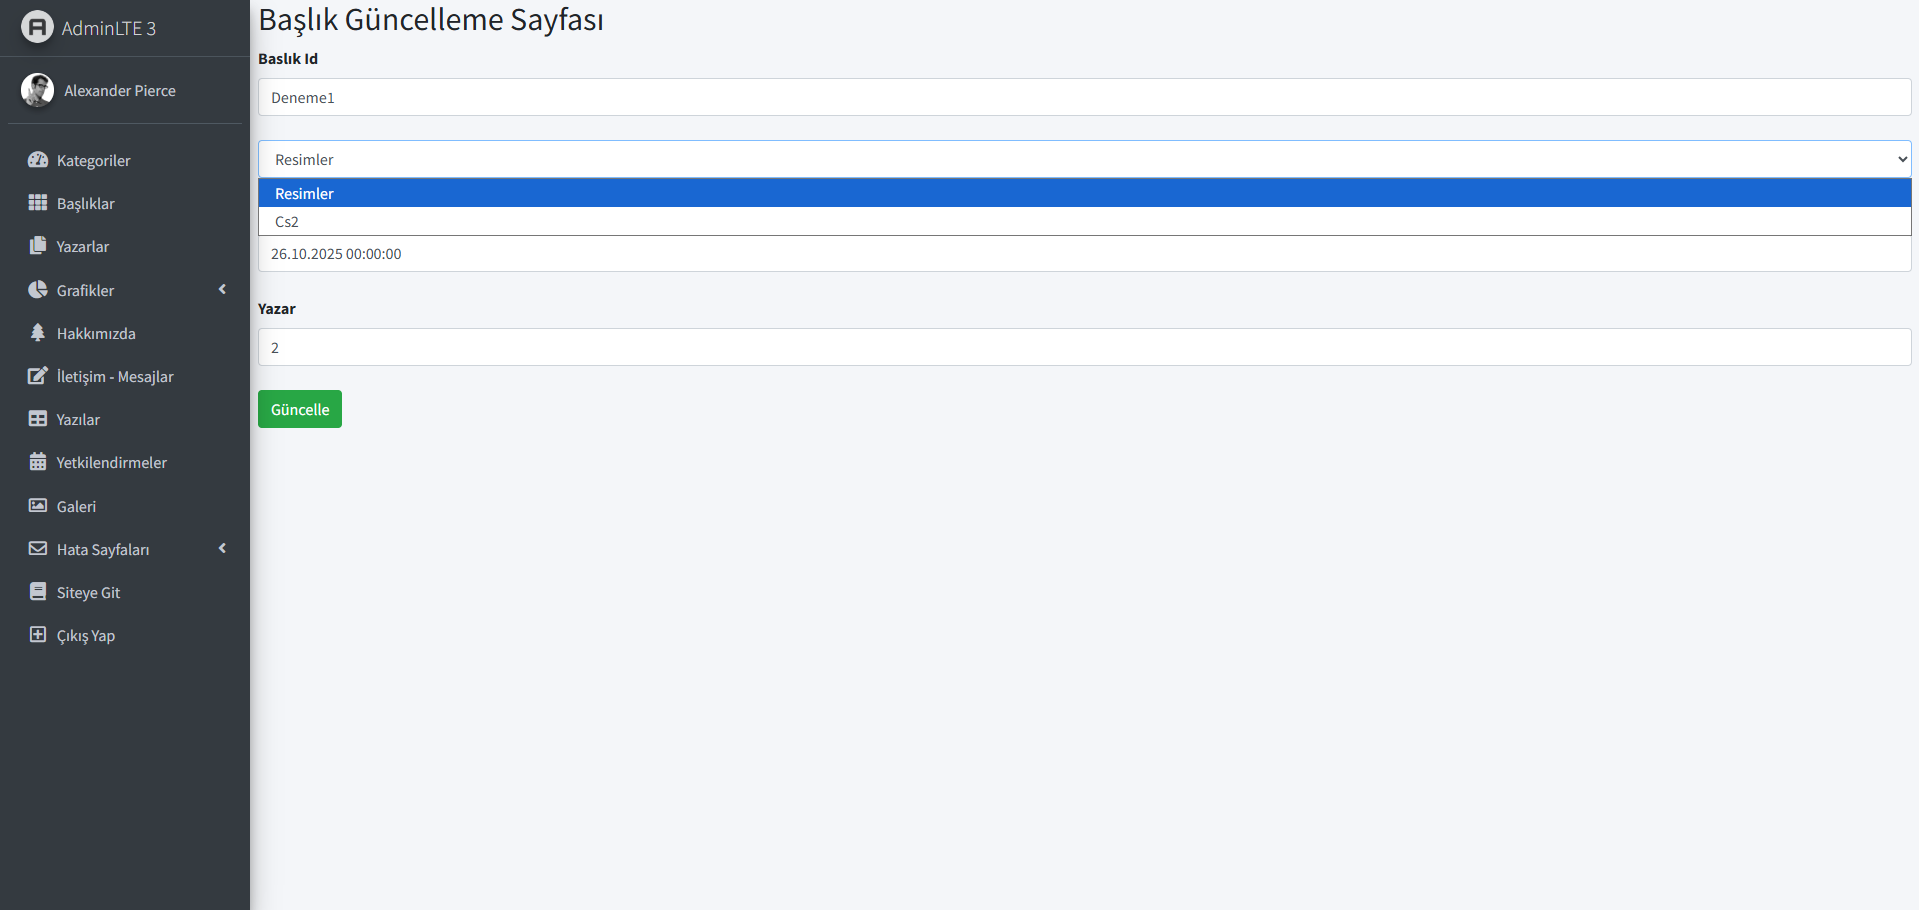 AdminLTE 3
Alexander Pierce
Kategoriler
Başlıklar
Yazarlar
Grafikler
Hakkımızda
İletişim - Mesajlar
Yazılar
Yetkilendirmeler
Galeri
Hata Sayfaları
Siteye Git
Çıkış Yap
Başlık Güncelleme Sayfası
Baslık Id
Deneme1
Resimler
Resimler
Cs2
26.10.2025 00:00:00
Yazar
2
Güncelle